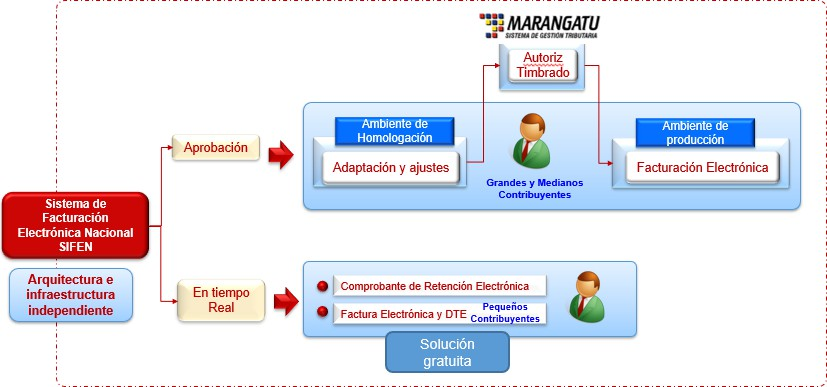 MARANGATU
SISTEMA DE GESTIÓN TRIBUTARIA
Autoriz
Timbrado
Ambiente de
Homologación
Ambiente de
producción
Aprobación
Adaptación y ajustes
Facturación Electrónica
Grandes y Medianos
Contribuyentes
Sistema de
Facturación
Electrónica Nacional
SIFEN
Arquitectura e
infraestructura
independiente
En tiempo
Real
Comprobante de Retención Electrónica
Factura Electrónica y DTE
Pequeños
Contribuyentes
Solución
gratuita